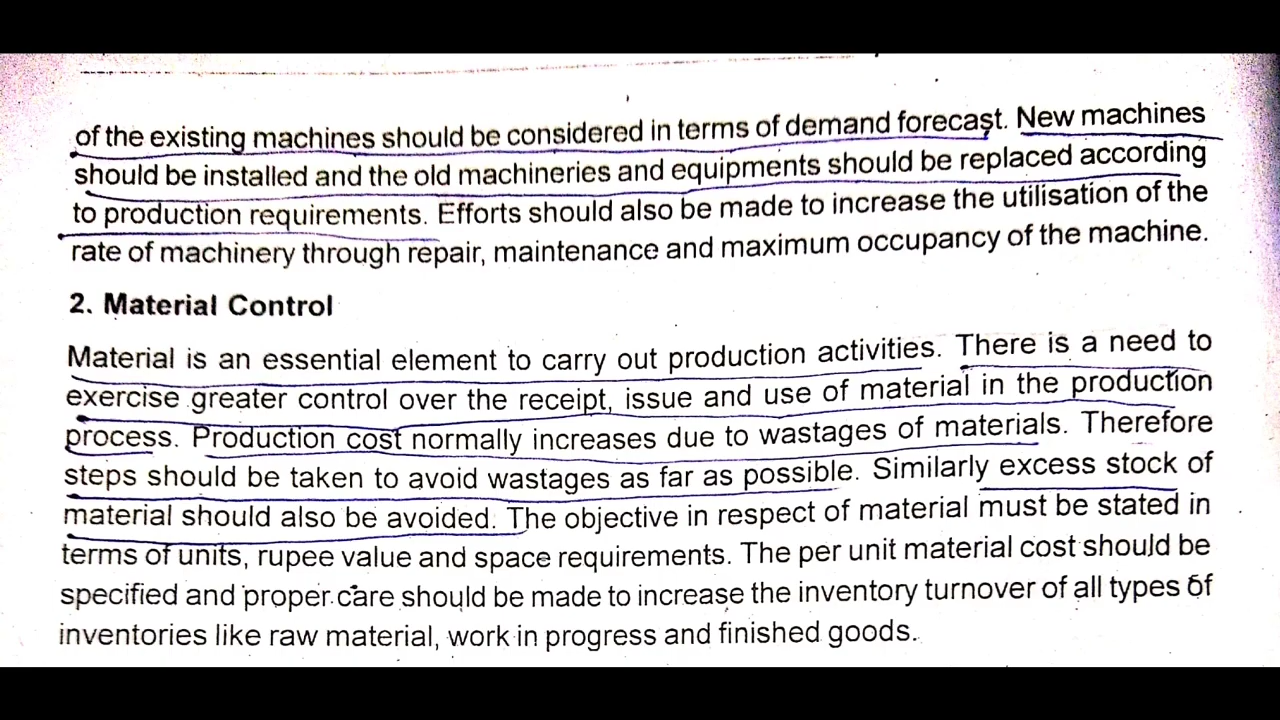 of the existing machines should be considered in terms of demand forecast. New machines
should be installed and the old machineries and equipments should be replaced according
to production requirements. Efforts should also be made to increase the utilisation of the
rate of machinery through repair, maintenance and maximum occupancy of the machine.
2. Material Control
Material is an essential element to carry out production activities. There is a need to
exercise greater control over the receipt, issue and use of material in the production
process. Production cost normally increases due to wastages of materials. Therefore
steps should be taken to avoid wastages as far as possible. Similarly excess stock of
material should also be avoided. The objective in respect of material must be stated in
terms of units, rupee value and space requirements. The per unit material cost should be
specified and proper care should be made to increase the inventory turnover of all types of
inventories like raw material, work in progress and finished goods.